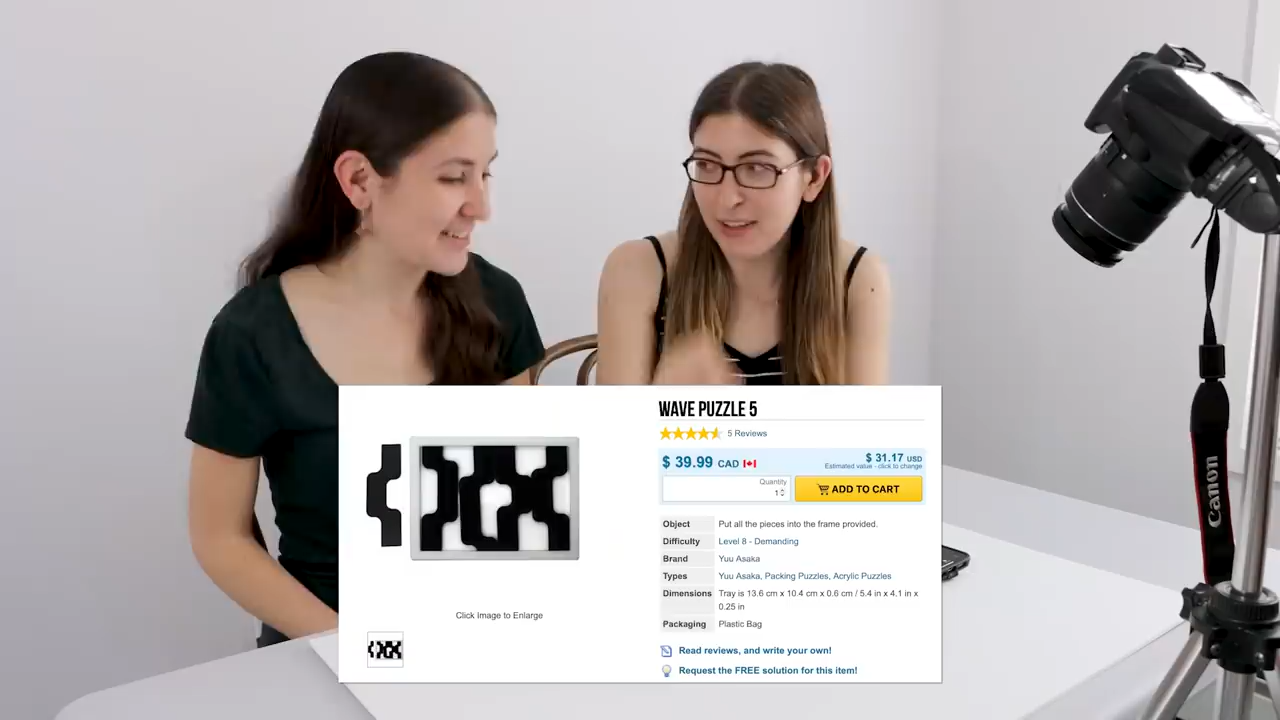 WAVE PUZZLE 5
5 Reviews
$ 39.99 CAD
$ 31.17 USD
Estimated value - click to change
Quantity
1
ADD TO CART
Object Put all the pieces into the frame provided.
Difficulty Level 8 - Demanding
Brand Yuu Asaka
Types Yuu Asaka, Packing Puzzles, Acrylic Puzzles
Dimensions Tray is 13.6 cm x 10.4 cm x 0.6 cm / 5.4 in x 4.1 in x
0.25 in
Packaging Plastic Bag
Read reviews, and write your own!
Request the FREE solution for this item!
Click Image to Enlarge
Canon